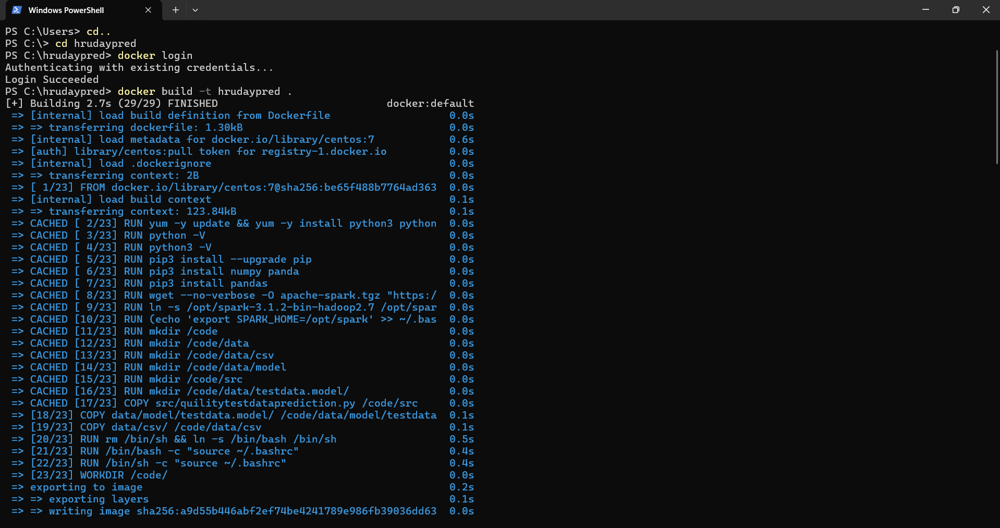 Windows PowerShell
PS C:\Users> cd..
PS C:\> cd hrudaypred
PS C:\hrudaypred> docker login
Authenticating with existing credentials...
Login Succeeded
PS C:\hrudaypred> docker build -t hrudaypred .
[+] Building 2.7s (29/29) FINISHED docker:default
=> [internal] load build definition from Dockerfile 0.0s
=> => transferring dockerfile: 1.30kB 0.0s
=> [internal] load metadata for docker.io/library/centos:7 0.6s
=> [auth] library/centos:pull token for registry-1.docker.io 0.0s
=> [internal] load .dockerignore 0.0s
=> => transferring context: 2B 0.0s
=> [ 1/23] FROM docker.io/library/centos:7@sha256:be65f488b7764ad363 0.0s
=> [internal] load build context 0.1s
=> => transferring context: 123.84kB 0.1s
=> CACHED [ 2/23] RUN yum -y update && yum -y install python3 python 0.0s
=> CACHED [ 3/23] RUN python -V 0.0s
=> CACHED [ 4/23] RUN python3 -V 0.0s
=> CACHED [ 5/23] RUN pip3 install --upgrade pip 0.0s
=> CACHED [ 6/23] RUN pip3 install numpy panda 0.0s
=> CACHED [ 7/23] RUN pip3 install pandas 0.0s
=> CACHED [ 8/23] RUN wget --no-verbose -O apache-spark.tgz "https:/ 0.0s
=> CACHED [ 9/23] RUN ln -s /opt/spark-3.1.2-bin-hadoop2.7 /opt/spar 0.0s
=> CACHED [10/23] RUN (echo 'export SPARK_HOME=/opt/spark' >> ~/.bas 0.0s
=> CACHED [11/23] RUN mkdir /code 0.0s
=> CACHED [12/23] RUN mkdir /code/data 0.0s
=> CACHED [13/23] RUN mkdir /code/data/csv 0.0s
=> CACHED [14/23] RUN mkdir /code/data/model 0.0s
=> CACHED [15/23] RUN mkdir /code/src 0.0s
=> CACHED [16/23] RUN mkdir /code/data/testdata.model/ 0.0s
=> CACHED [17/23] COPY src/quilitytestdataprediction.py /code/src 0.0s
=> [18/23] COPY data/model/testdata.model/ /code/data/model/testdata 0.1s
=> [19/23] COPY data/csv/ /code/data/csv 0.1s
=> [20/23] RUN rm /bin/sh && ln -s /bin/bash /bin/sh 0.5s
=> [21/23] RUN /bin/bash -c "source ~/.bashrc" 0.4s
=> [22/23] RUN /bin/sh -c "source ~/.bashrc" 0.4s
=> [23/23] WORKDIR /code/ 0.0s
=> exporting to image 0.2s
=> => exporting layers 0.1s
=> => writing image sha256:a9d55b446abf2ef74be4241789e986fb39036dd63 0.0s